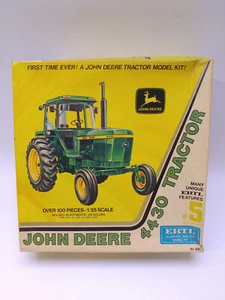 FIRST TIME EVER! A JOHN DEERE TRACTOR MODEL KIT!
JOHN DEERE
OVER 100 PIECES - 1/25 SCALE
MANY
UNIQUE
ERTL
FEATURES
5
ERTL
JOHN DEERE
4430 TRACTOR